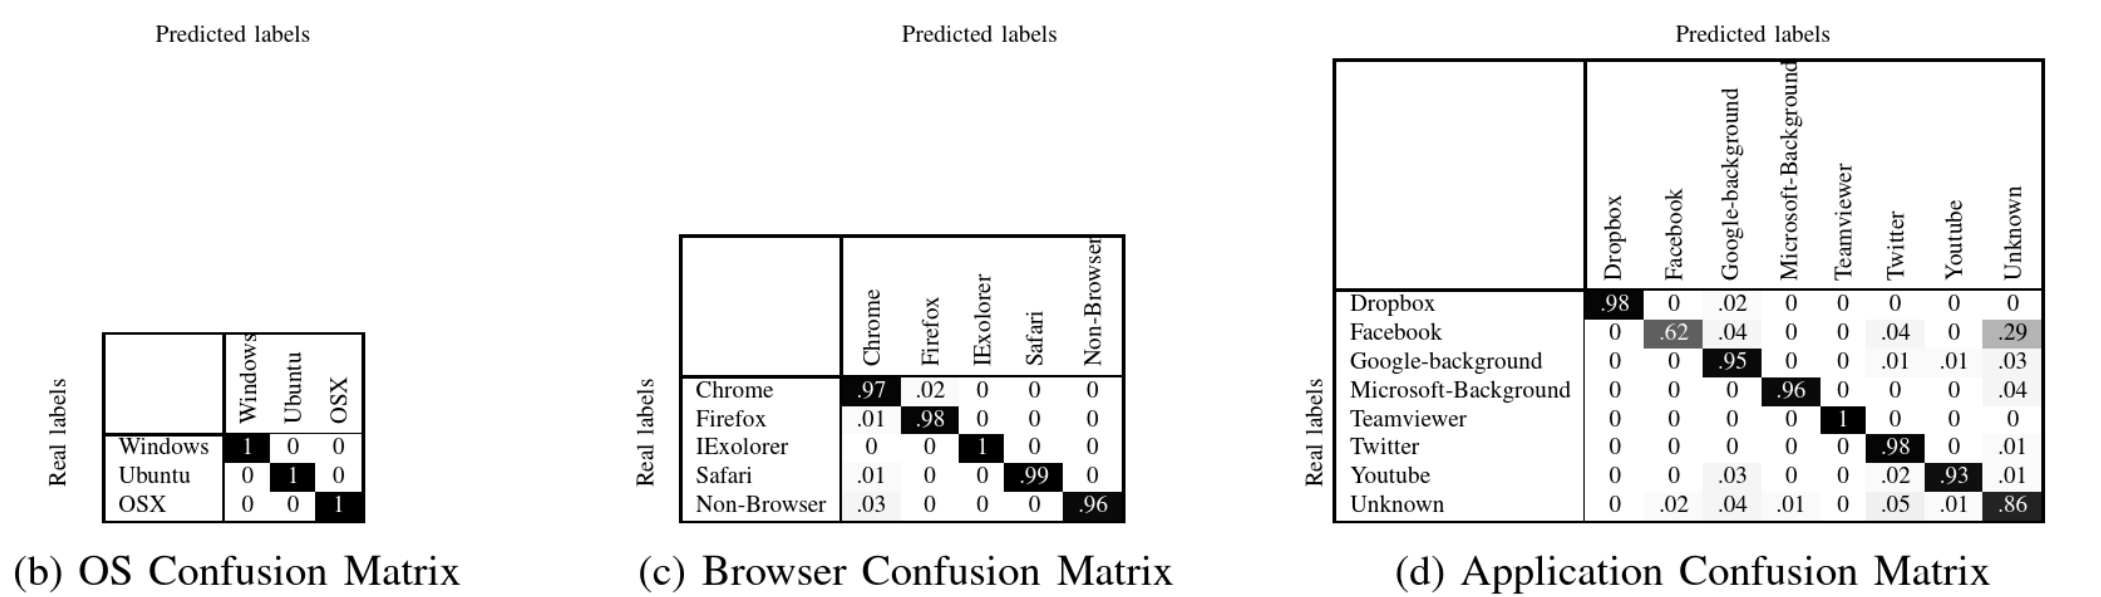 Predicted labels
Real labels
Windows Ubuntu OSX
Windows 1 0 0
Ubuntu 0 1 0
OSX 0 0 1
(b) OS Confusion Matrix
Predicted labels
Real labels
Chrome Firefox IExolorer Safari Non-Browser
Chrome .97 .02 0 0 0
Firefox .01 .98 0 0 0
IExolorer 0 0 1 0 0
Safari .01 0 0 .99 0
Non-Browser .03 0 0 0 .96
(c) Browser Confusion Matrix
Predicted labels
Real labels
Dropbox Facebook Google-background Microsoft-Background Teamviewer Twitter Youtube Unknown
Dropbox .98 0 .02 0 0 0 0 0
Facebook 0 .62 .04 0 0 .04 0 .29
Google-background 0 0 .95 0 0 .01 .01 .03
Microsoft-Background 0 0 0 .96 0 0 0 .04
Teamviewer 0 0 0 0 1 0 0 0
Twitter 0 0 0 0 0 .98 0 .01
Youtube 0 0 .03 0 0 .02 .93 .01
Unknown 0 .02 .04 .01 0 .05 .01 .86
(d) Application Confusion Matrix